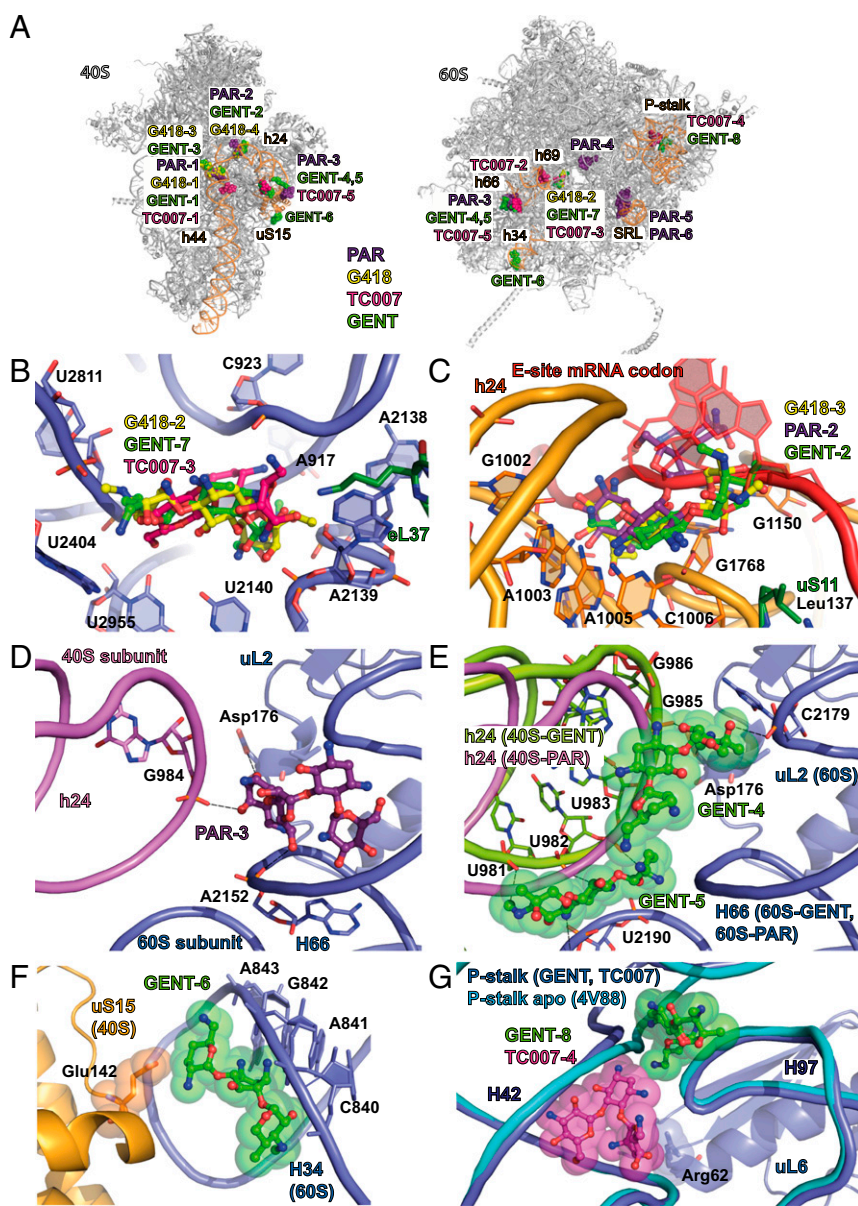 A
40S
PAR-2
GENT-2
G418-3
G418-4
h24
GENT-3
PAR-1
PAR-3
G418-1
GENT-4,5
GENT-1
TC007-5
TC007-1
GENT-6
h44
uS15
PAR
G418
TC007
GENT
60S
P-stalk
TC007-4
GENT-8
h69
PAR-4
TC007-2
h66
PAR-3
G418-2
GENT-4,5
GENT-7
TC007-5
h34
TC007-3
SRL
PAR-5
PAR-6
GENT-6
B
U2811
C923
G418-2
GENT-7
TC007-3
A2138
A917
eL37
U2404
U2140
A2139
U2955
C
E-site mRNA codon
h24
G418-3
PAR-2
GENT-2
G1002
G1150
G1768
A1003
uS11
Leu137
A1005
C1006
D
40S subunit
uL2
Asp176
G984
h24
PAR-3
A2152
60S subunit
H66
E
G986
G985
C2179
h24 (40S-GENT)
h24 (40S-PAR)
uL2 (60S)
Asp176
U983
GENT-4
U982
U981
GENT-5
H66 (60S-GENT,
60S-PAR)
U2190
F
GENT-6
A843
G842
uS15
(40S)
A841
Glu142
C840
H34
(60S)
G
P-stalk (GENT, TC007)
P-stalk apo (4V88)
GENT-8
TC007-4
H42
H97
Arg62
uL6